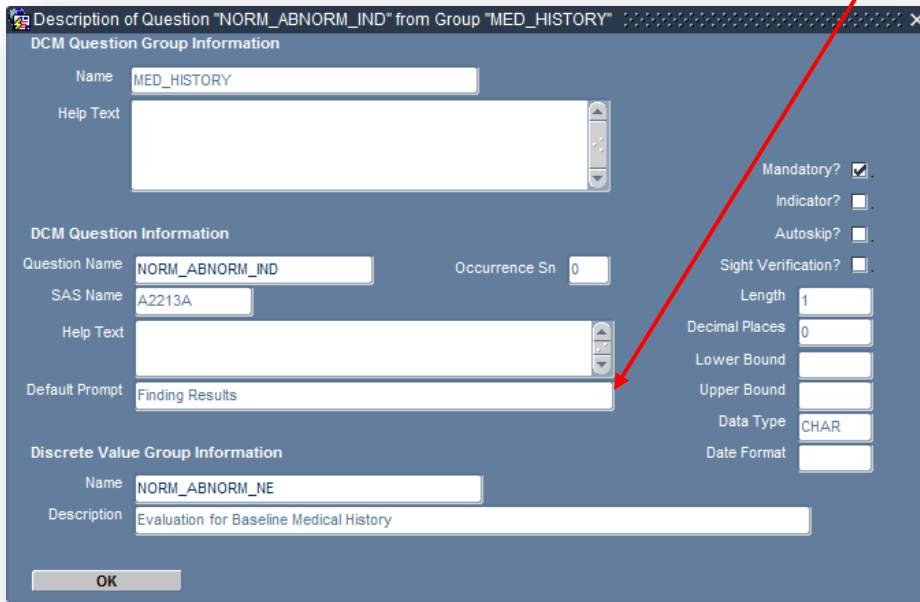 Description of Question "NORM_ABNORM_IND" from Group "MED_HISTORY"
DCM Question Group Information
Name MED_HISTORY
Help Text
Mandatory?
Indicator?
DCM Question Information
Autoskip?
Question Name NORM_ABNORM_IND Occurrence Sn 0 Sight Verification?
SAS Name A2213A Length 1
Help Text Decimal Places 0
Lower Bound
Default Prompt Finding Results Upper Bound
Data Type CHAR
Discrete Value Group Information Date Format
Name NORM_ABNORM_NE
Description Evaluation for Baseline Medical History
OK